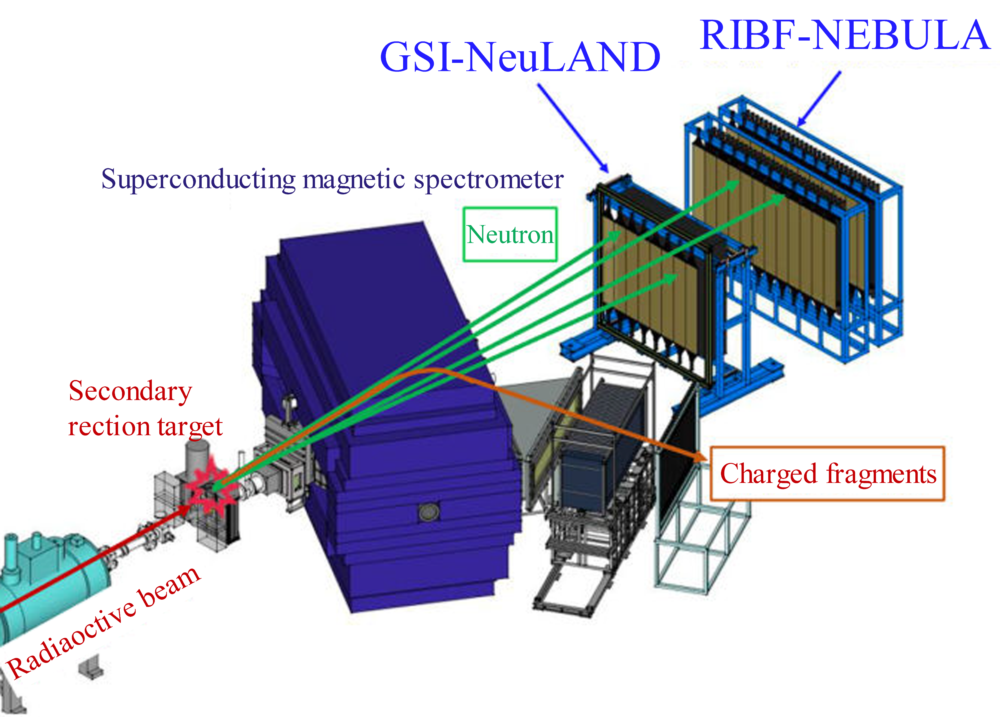 RIBF-NEBULA
GSI-NeuLAND
Superconducting magnetic spectrometer
Neutron
Secondary
rection target
Charged fragments
Radiaoctive beam